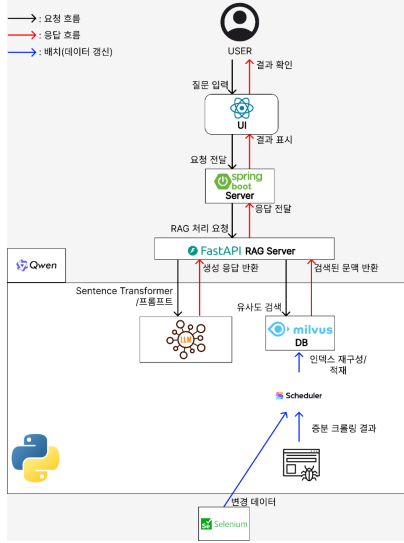 : 요청 흐름
: 응답 흐름
: 배치(데이터 갱신)
USER
결과 확인
질문 입력
UI
결과 표시
요청 전달
spring
boot
Server
응답 전달
RAG 처리 요청
FastAPI RAG Server
Qwen
생성 응답 반환
검색된 문맥 반환
Sentence Transformer
/프롬프트
유사도 검색
LLM
milvus
DB
인덱스 재구성/
적재
Scheduler
증분 크롤링 결과
변경 데이터
Se Selenium